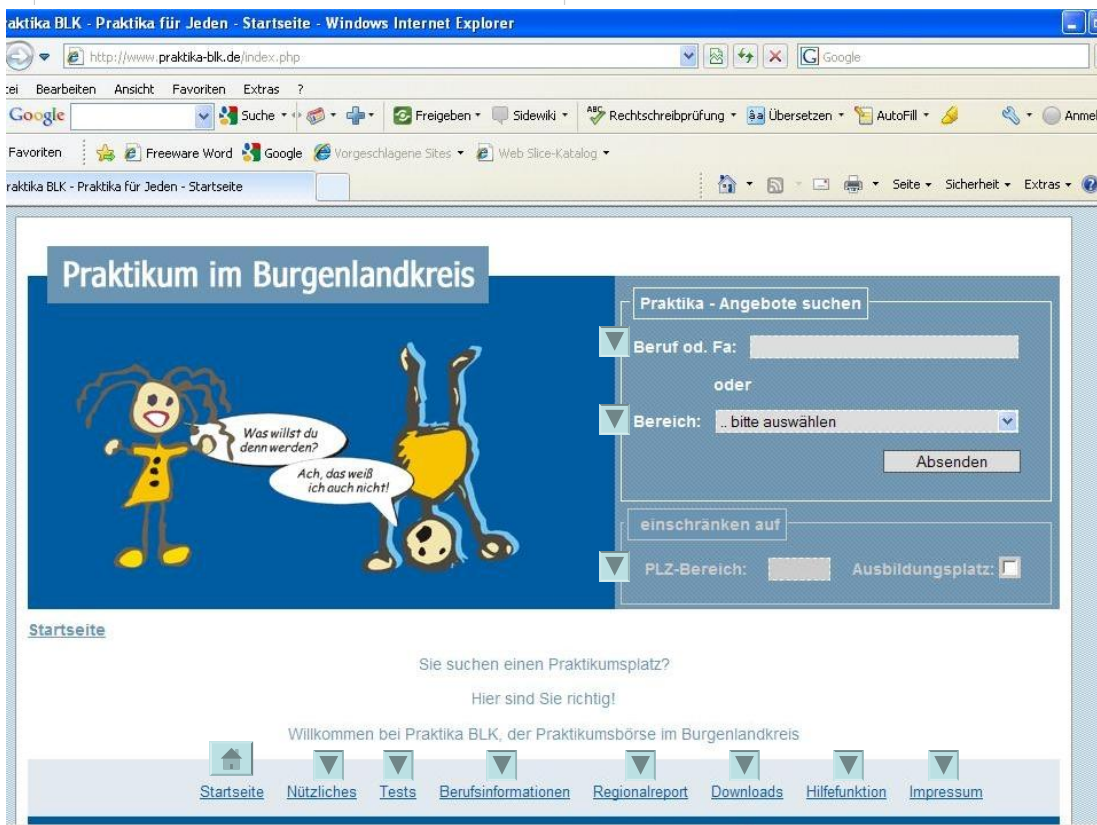 aktika BLK - Praktika für Jeden - Startseite - Windows Internet Explorer
http://www.praktika-blk.de/index.php
Google
ei Bearbeiten Ansicht Favoriten Extras ?
Google Suche Freigeben Sidewiki ABC Rechtschreibprüfung âa Übersetzen AutoFill Anmel
Favoriten Freeware Word Google Vorgeschlagene Sites Web Slice-Katalog
raktika BLK - Praktika für Jeden - Startseite
Seite Sicherheit Extras
Praktikum im Burgenlandkreis
Was willst du
denn werden?
Ach, das weiß
ich auch nicht!
Praktika - Angebote suchen
Beruf od. Fa:
oder
Bereich: .. bitte auswählen
Absenden
einschränken auf
PLZ-Bereich: Ausbildungsplatz:
Startseite
Sie suchen einen Praktikumsplatz?
Hier sind Sie richtig!
Willkommen bei Praktika BLK, der Praktikumsbörse im Burgenlandkreis
Startseite Nützliches Tests Berufsinformationen Regionalreport Downloads Hilfefunktion Impressum